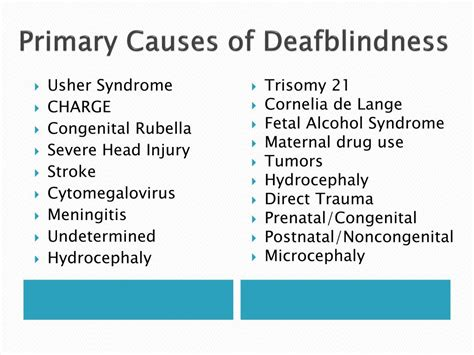 Primary Causes of Deafblindness
Usher Syndrome
CHARGE
Congenital Rubella
Severe Head Injury
Stroke
Cytomegalovirus
Meningitis
Undetermined
Hydrocephaly
Trisomy 21
Cornelia de Lange
Fetal Alcohol Syndrome
Maternal drug use
Tumors
Hydrocephaly
Direct Trauma
Prenatal/Congenital
Postnatal/Noncongenital
Microcephaly